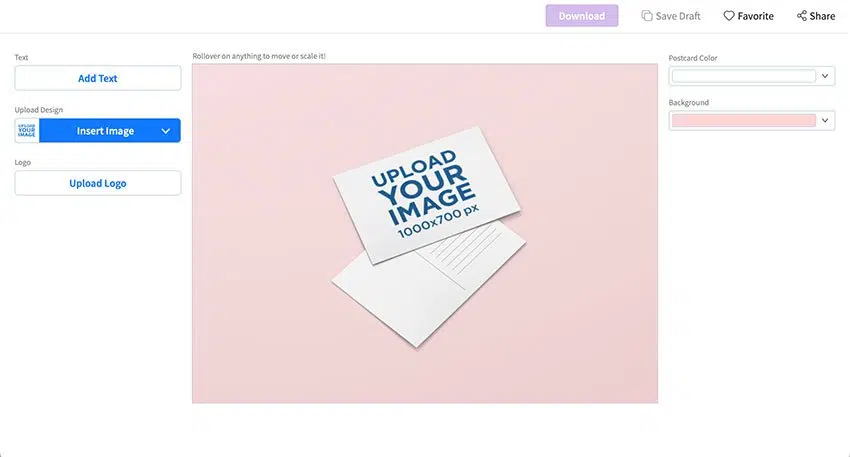 Download
Save Draft
Favorite
Share
Text
Add Text
Upload Design
UPLOAD
YOUR
IMAGE
Insert Image
Logo
Upload Logo
Rollover on anything to move or scale it!
UPLOAD
YOUR
IMAGE
1000x700 px
Postcard Color
Background